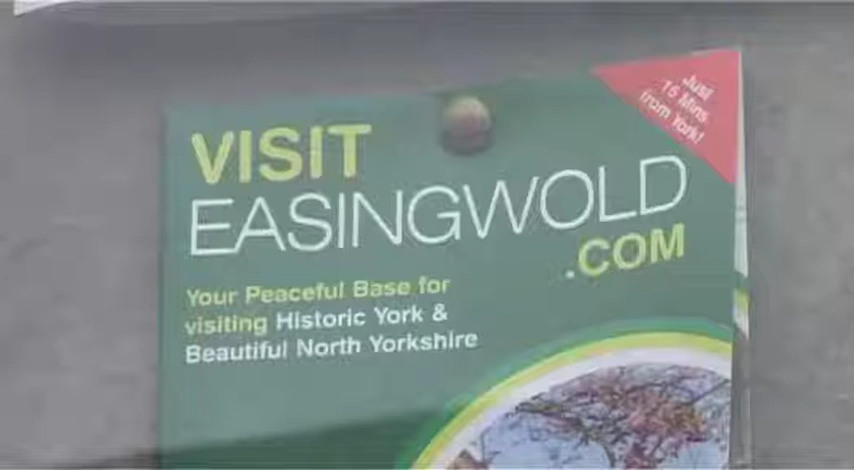 Just
15 Mins
from York!
VISIT
EASINGWOLD
.COM
Your Peaceful Base for
visiting Historic York &
Beautiful North Yorkshire